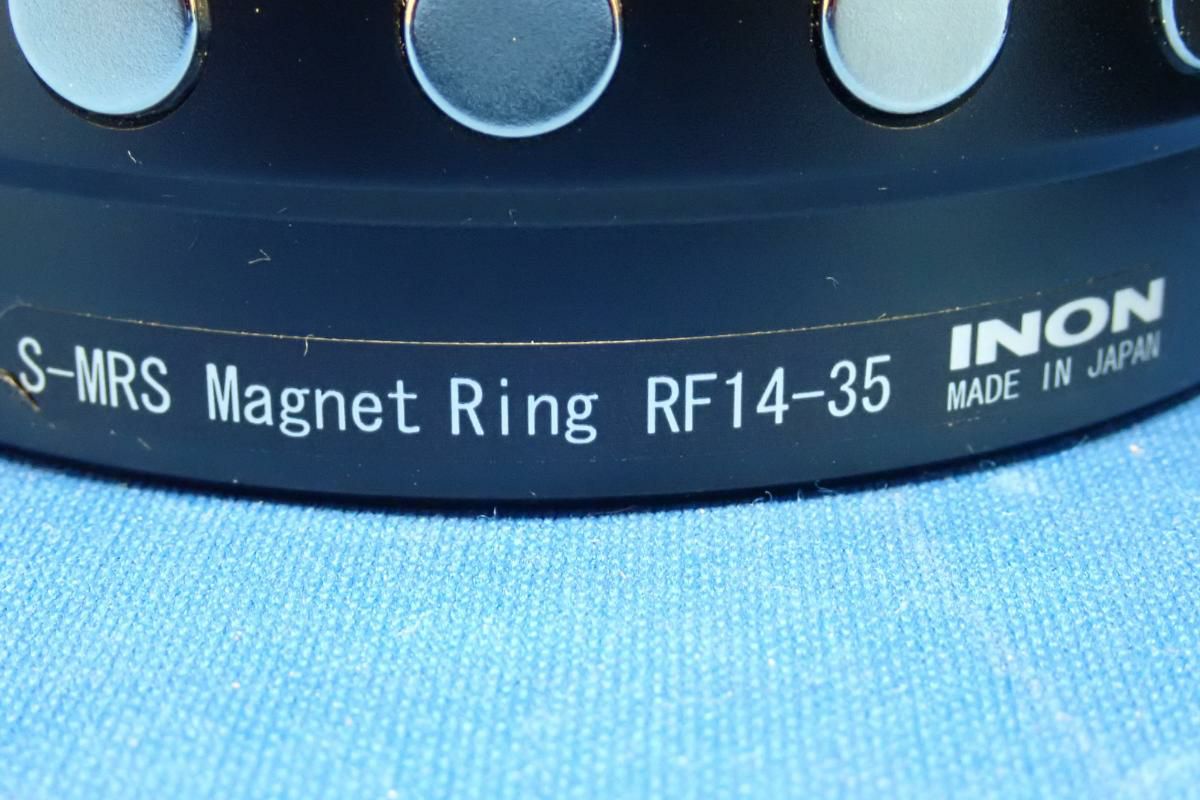 S-MRS Magnet Ring RF14-35
INON
MADE IN JAPAN